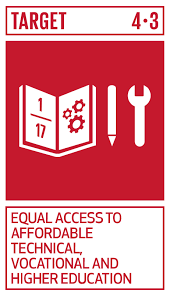 TARGET 4·3
1
17
EQUAL ACCESS TO
AFFORDABLE
TECHNICAL,
VOCATIONAL AND
HIGHER EDUCATION